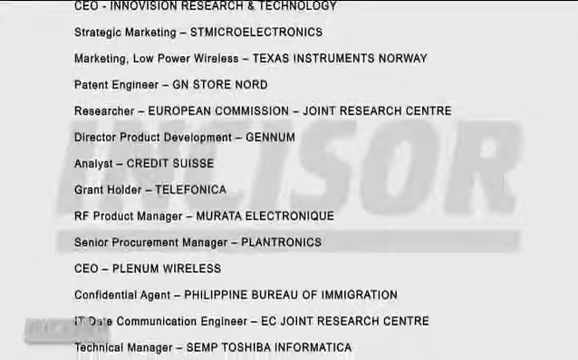 CEO - INNOVISION RESEARCH & TECHNOLOGY
Strategic Marketing – STMICROELECTRONICS
Marketing, Low Power Wireless – TEXAS INSTRUMENTS NORWAY
Patent Engineer – GN STORE NORD
Researcher – EUROPEAN COMMISSION – JOINT RESEARCH CENTRE
Director Product Development – GENNUM
INCISOR
Analyst – CREDIT SUISSE
Grant Holder – TELEFONICA
RF Product Manager – MURATA ELECTRONIQUE
Senior Procurement Manager – PLANTRONICS
CEO – PLENUM WIRELESS
Confidential Agent – PHILIPPINE BUREAU OF IMMIGRATION
IT Data Communication Engineer – EC JOINT RESEARCH CENTRE
Technical Manager – SEMP TOSHIBA INFORMATICA